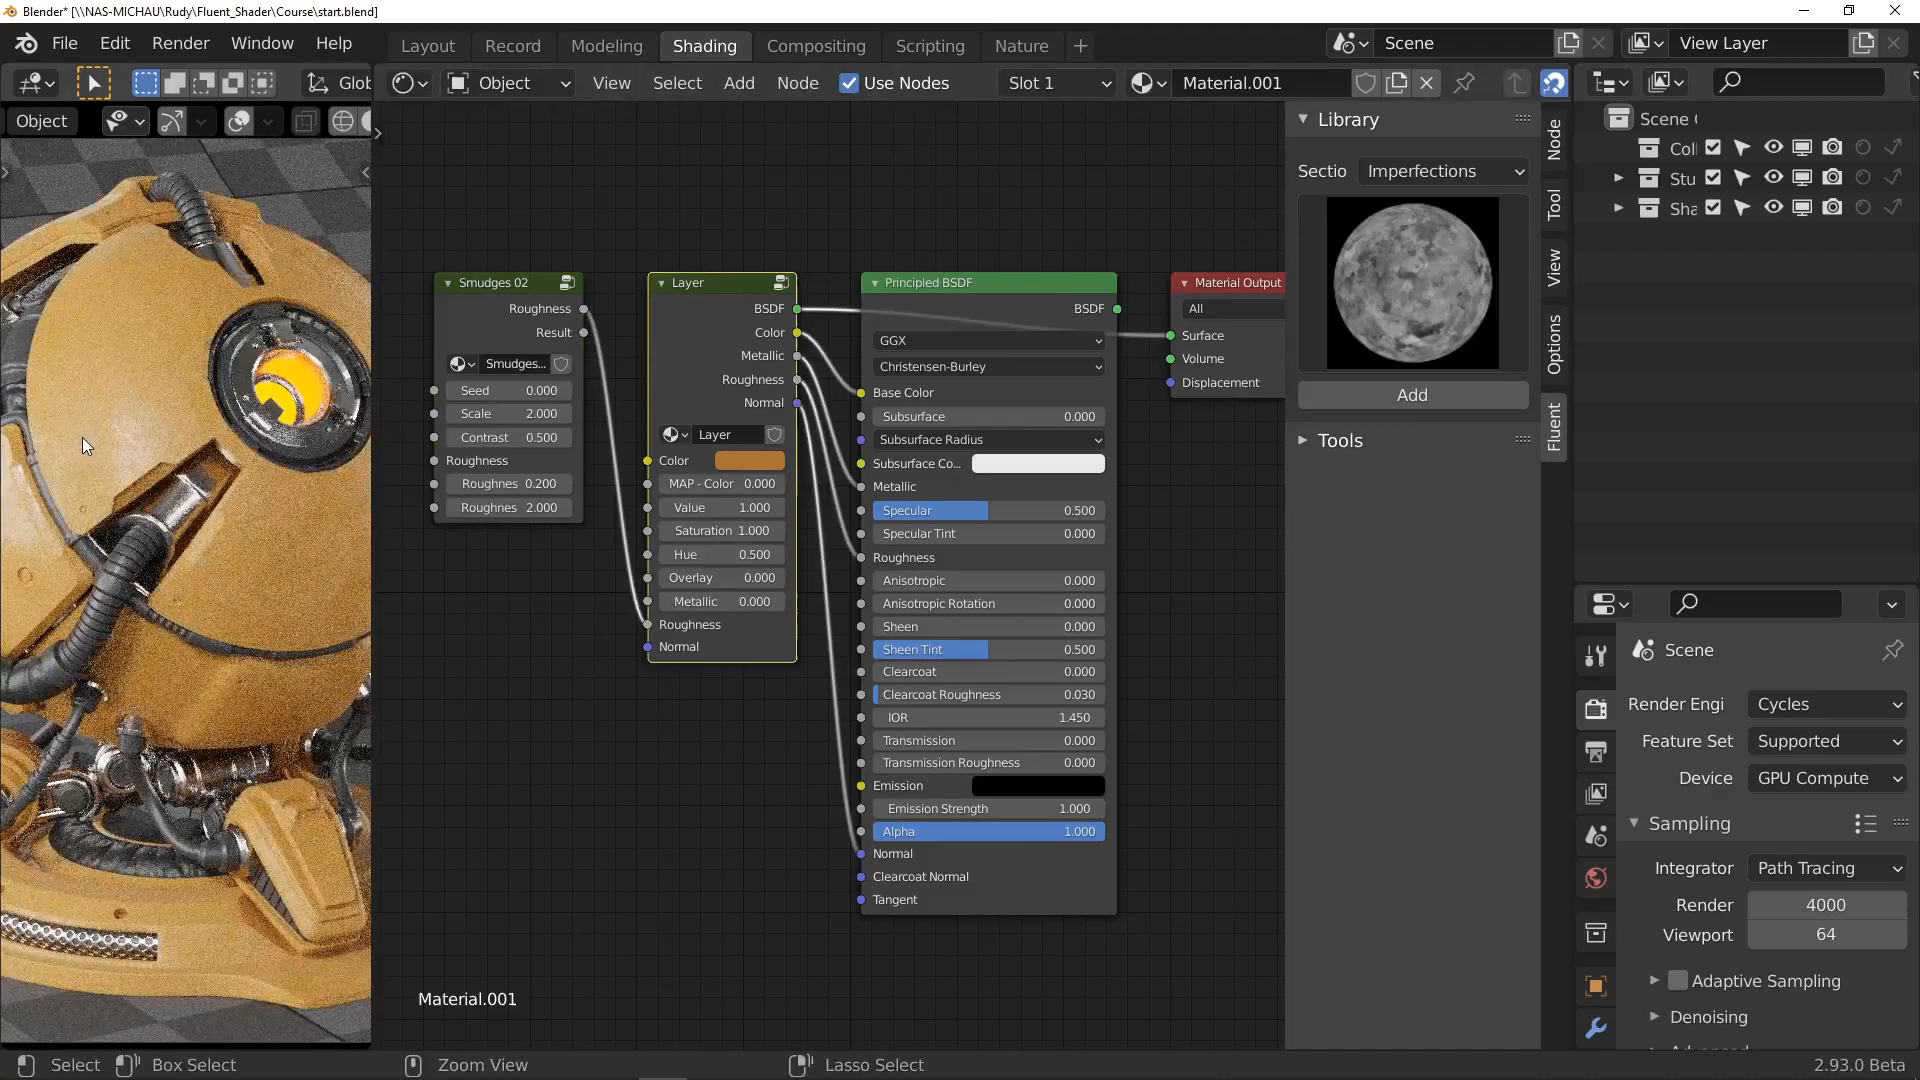 Blender* [\\NAS-MICHAU\Rudy\Fluent_Shader\Course\start.blend]
File Edit Render Window Help
Layout Record Modeling Shading Compositing Scripting Nature +
Scene
View Layer
Glob
Object View Select Add Node Use Nodes
Slot 1
Material.001
Object
Library
Sectio Imperfections
Add
Tools
Node
Tool
View
Options
Fluent
Scene
Coll
Stu
Sha
Smudges 02
Roughness
Result
Smudges...
Seed 0.000
Scale 2.000
Contrast 0.500
Roughness
Roughnes 0.200
Roughnes 2.000
Layer
BSDF
Color
Metallic
Roughness
Normal
Layer
Color
MAP - Color 0.000
Value 1.000
Saturation 1.000
Hue 0.500
Overlay 0.000
Metallic 0.000
Roughness
Normal
Principled BSDF
BSDF
GGX
Christensen-Burley
Base Color
Subsurface 0.000
Subsurface Radius
Subsurface Co...
Metallic
Specular 0.500
Specular Tint 0.000
Roughness
Anisotropic 0.000
Anisotropic Rotation 0.000
Sheen 0.000
Sheen Tint 0.500
Clearcoat 0.000
Clearcoat Roughness 0.030
IOR 1.450
Transmission 0.000
Transmission Roughness 0.000
Emission
Emission Strength 1.000
Alpha 1.000
Normal
Clearcoat Normal
Tangent
Material Output
All
Surface
Volume
Displacement
Material.001
Scene
Render Engi Cycles
Feature Set Supported
Device GPU Compute
Sampling
Integrator Path Tracing
Render 4000
Viewport 64
Adaptive Sampling
Denoising
Select Box Select Zoom View Lasso Select 2.93.0 Beta